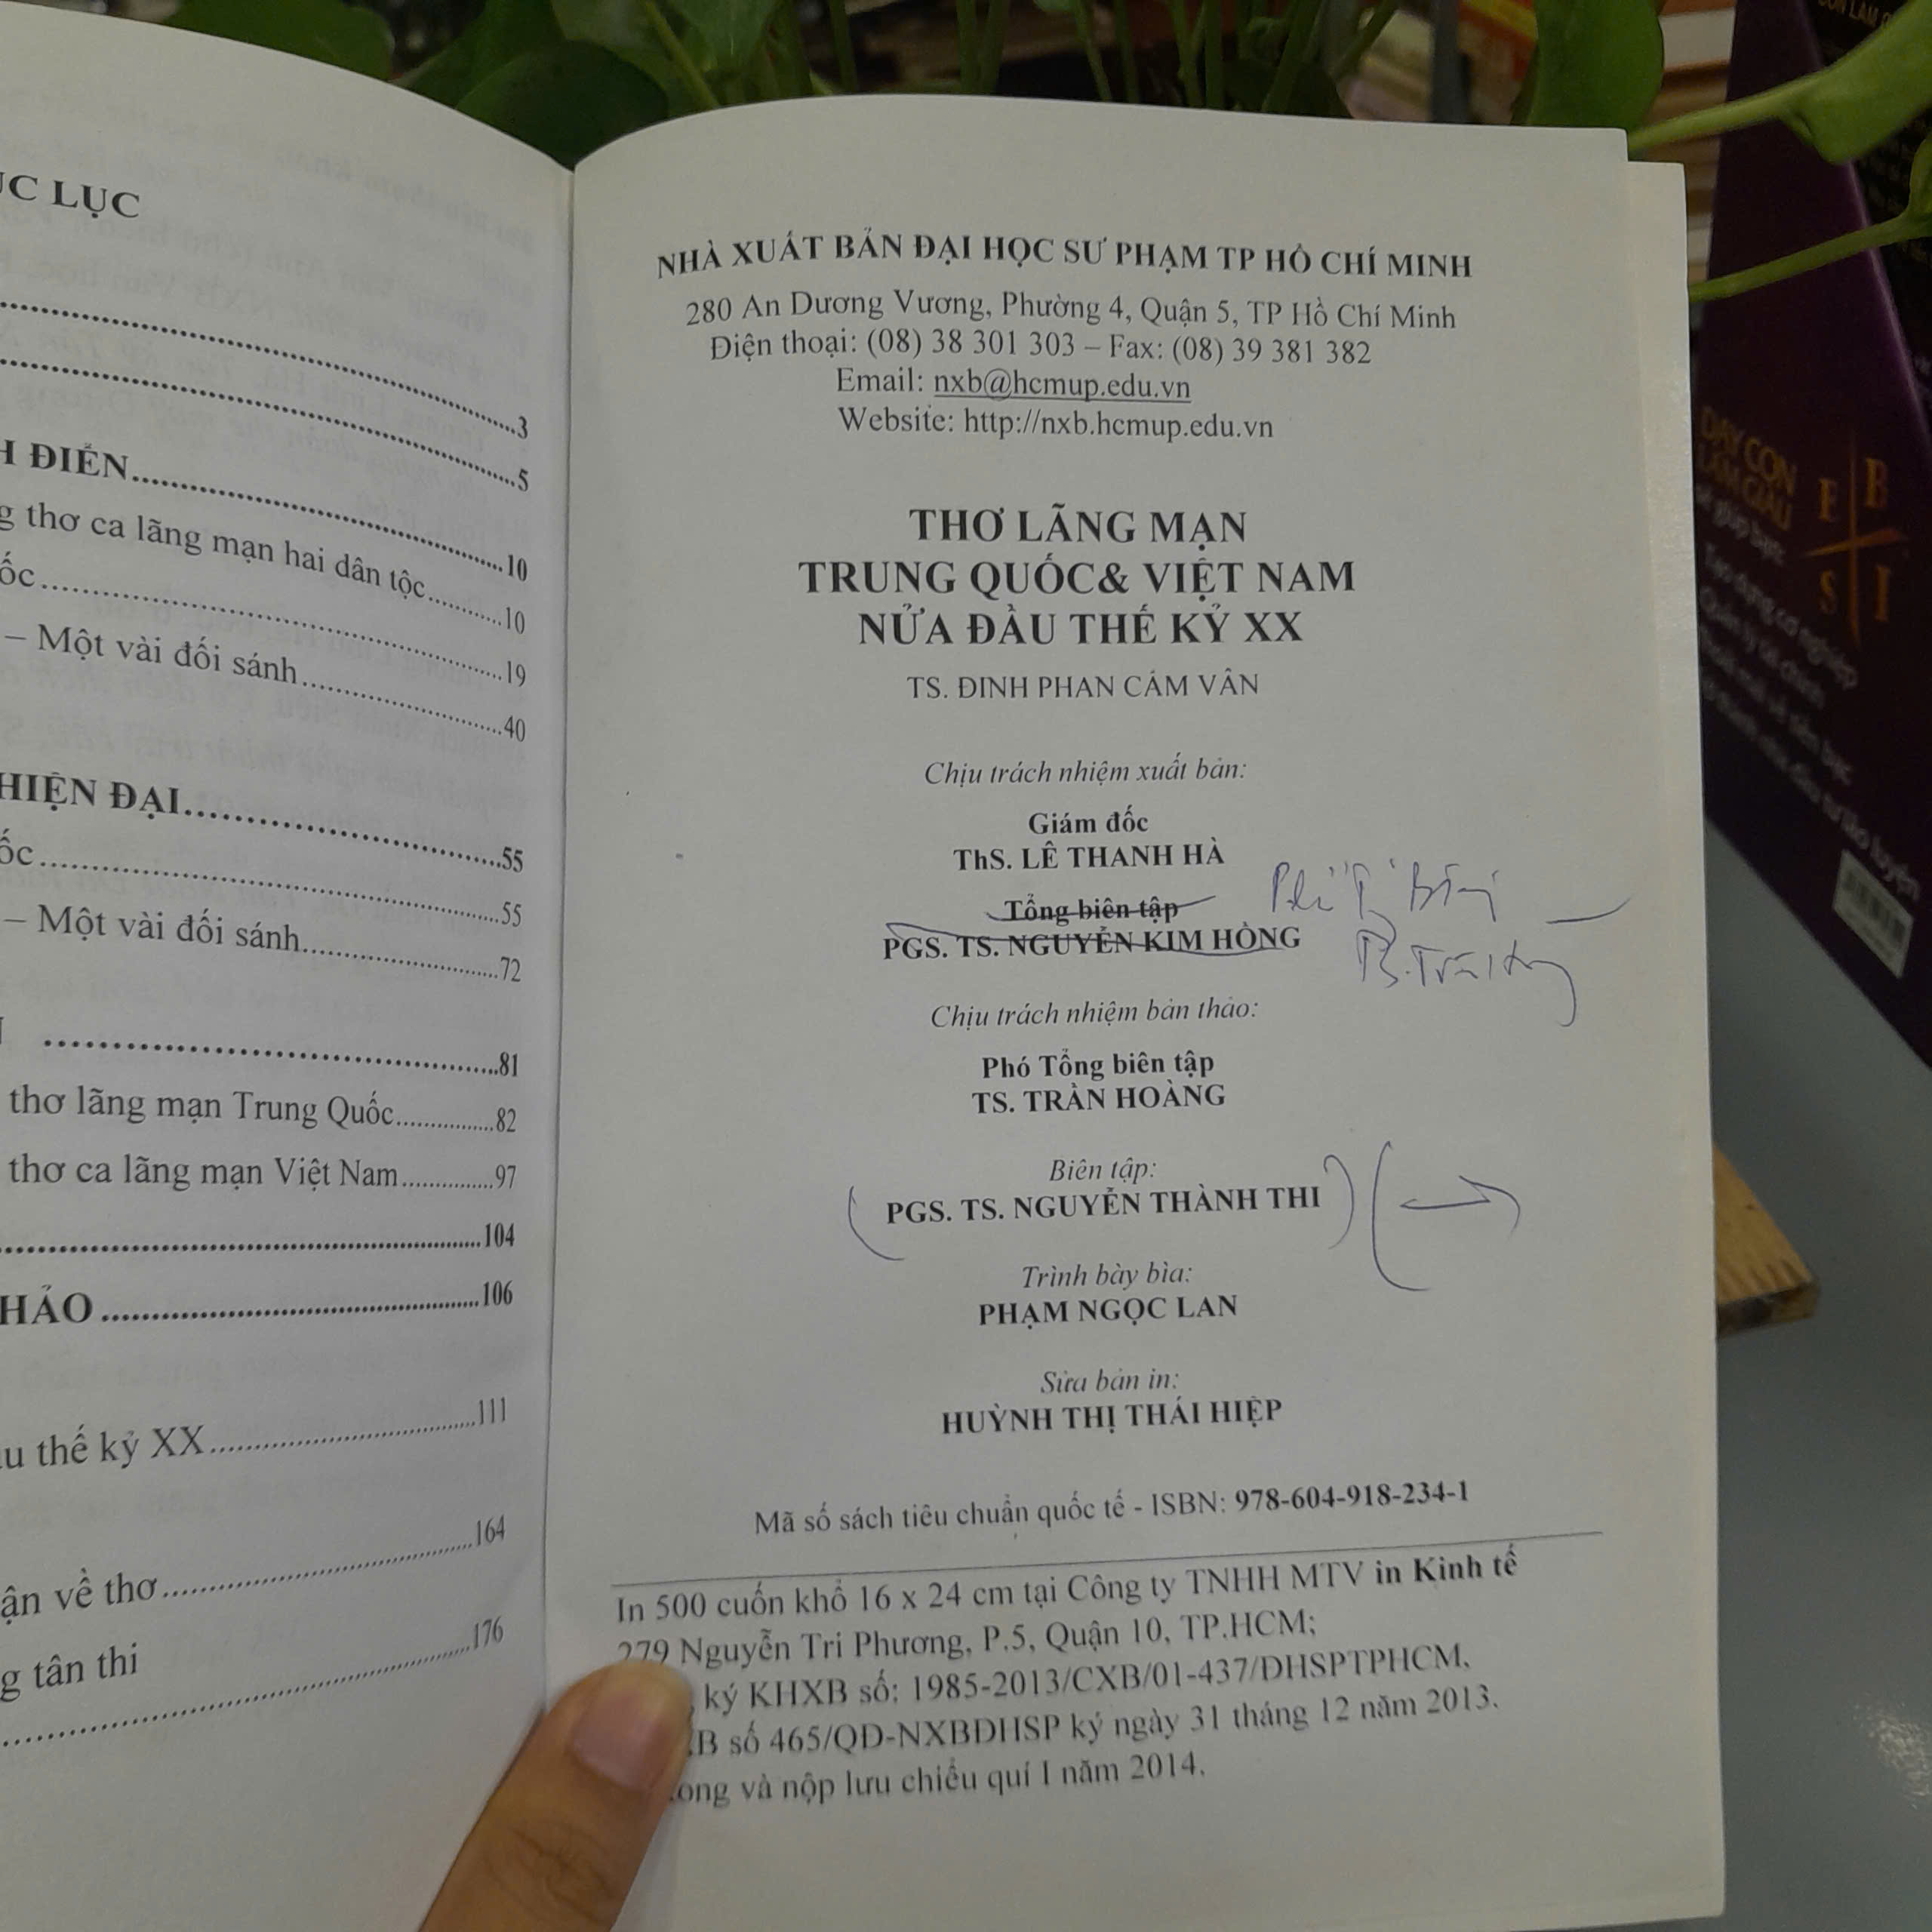 ỤC LỤC
3
5
H ĐIỂN 10
g thơ ca lãng mạn hai dân tộc 10
ốc 19
– Một vài đối sánh 40
HIỆN ĐẠI 55
ốc 55
– Một vài đối sánh 72
81
thơ lãng mạn Trung Quốc 82
thơ ca lãng mạn Việt Nam 97
104
HẢO 106
111
u thế kỷ XX
164
ận về thơ
176
g tân thi
NHÀ XUẤT BẢN ĐẠI HỌC SƯ PHẠM TP HỒ CHÍ MINH
280 An Dương Vương, Phường 4, Quận 5, TP Hồ Chí Minh
Điện thoại: (08) 38 301 303 – Fax: (08) 39 381 382
Email: nxb@hcmup.edu.vn
Website: http://nxb.hcmup.edu.vn
THƠ LÃNG MẠN
TRUNG QUỐC& VIỆT NAM
NỬA ĐẦU THẾ KỶ XX
TS. ĐINH PHAN CẨM VÂN
Chịu trách nhiệm xuất bản:
Giám đốc
ThS. LÊ THANH HÀ
Tổng biên tập
PGS. TS. NGUYỄN KIM HỒNG
Chịu trách nhiệm bản thảo:
Phó Tổng biên tập
TS. TRẦN HOÀNG
Biên tập:
PGS. TS. NGUYỄN THÀNH THI
Trình bày bìa:
PHẠM NGỌC LAN
Sửa bản in:
HUỲNH THỊ THÁI HIỆP
Mã số sách tiêu chuẩn quốc tế - ISBN: 978-604-918-234-1
In 500 cuốn khổ 16 x 24 cm tại Công ty TNHH MTV in Kinh tế
279 Nguyễn Tri Phương, P.5, Quận 10, TP.HCM;
ký KHXB số: 1985-2013/CXB/01-437/ĐHSPTPHCM,
B số 465/QĐ-NXBĐHSP ký ngày 31 tháng 12 năm 2013.
ong và nộp lưu chiểu quí I năm 2014.
DẠY CON
LÀM GIÀU
E B
S I